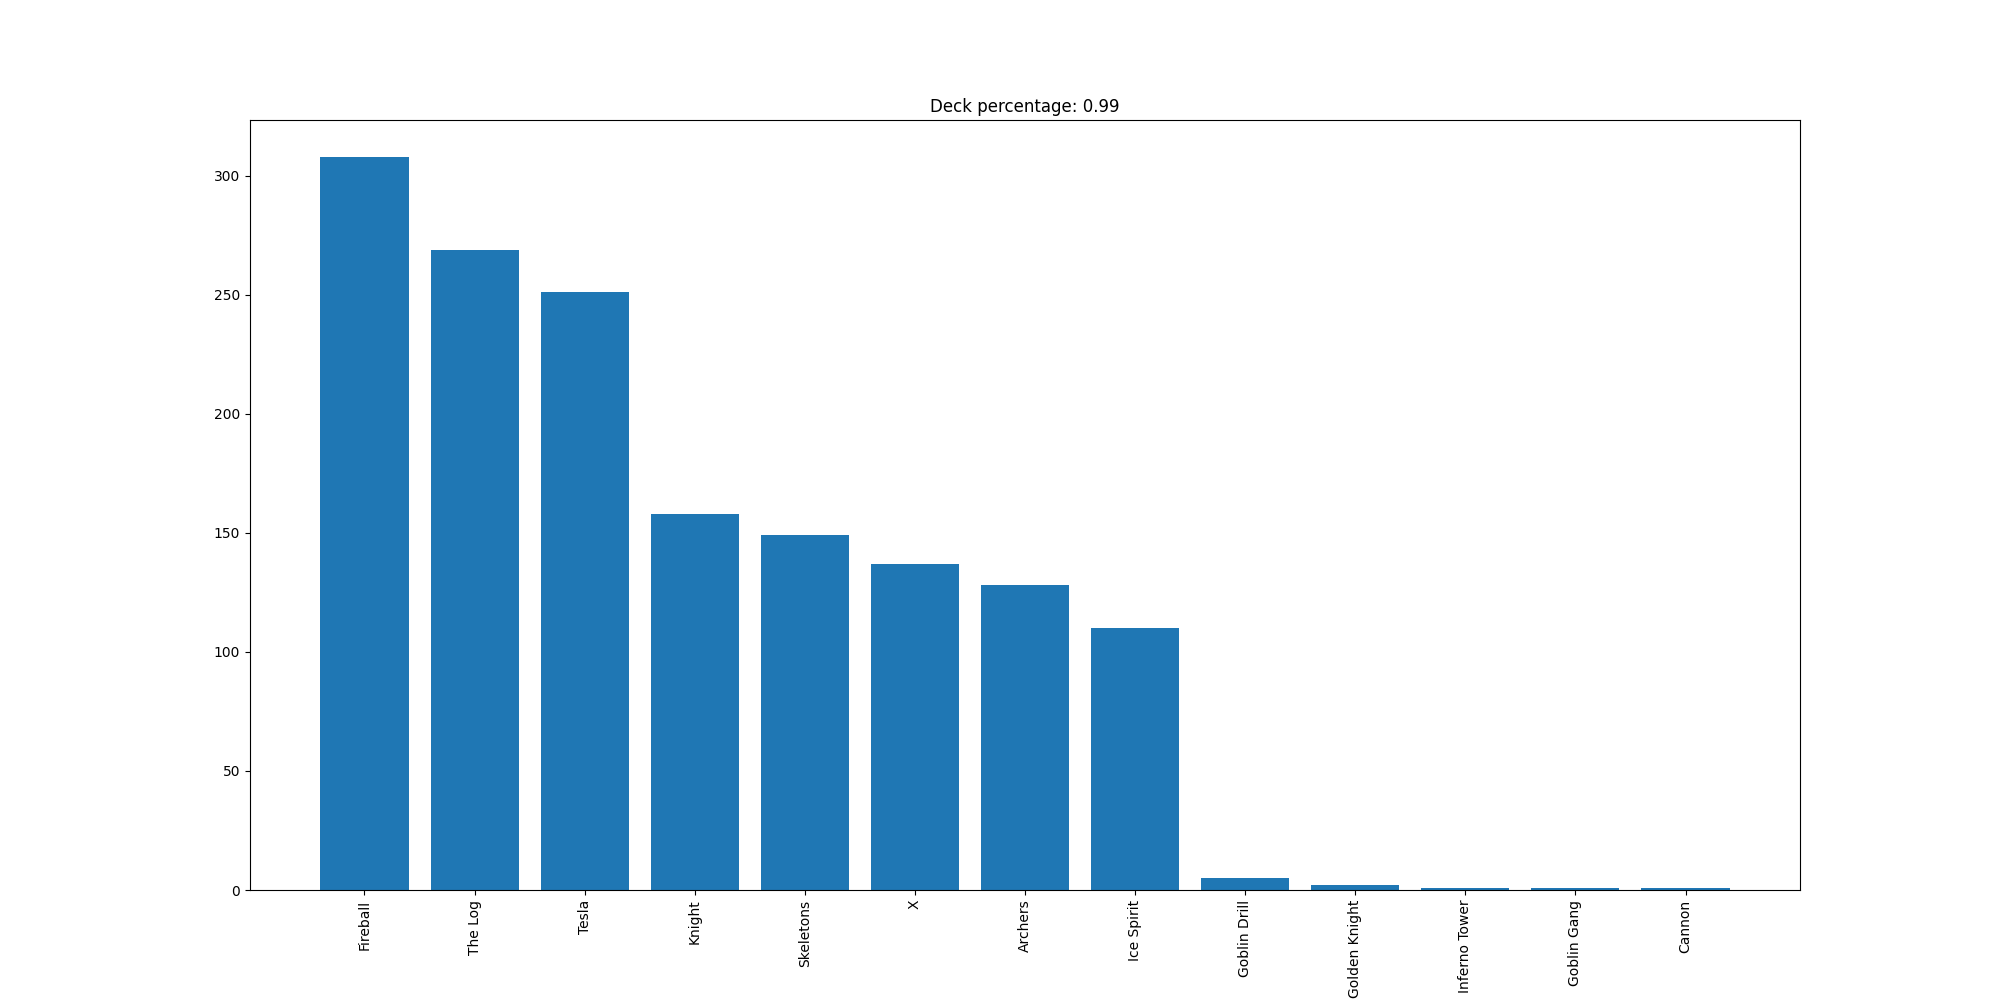 Deck percentage: 0.99
300
250
200
150
100
50
0
Fireball
The Log
Tesla
Knight
Skeletons
X
Archers
Ice Spirit
Goblin Drill
Golden Knight
Inferno Tower
Goblin Gang
Cannon